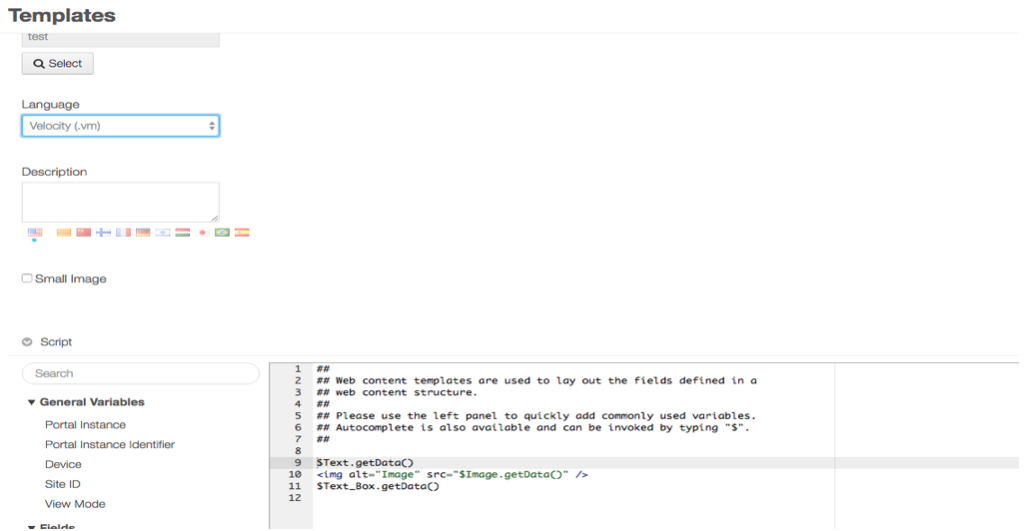 Templates
test
Select
Language
Velocity (.vm)
Description
Small Image
Script
Search
General Variables
Portal Instance
Portal Instance Identifier
Device
Site ID
View Mode
Fields
1 ##
2 ## Web content templates are used to lay out the fields defined in a
3 ## web content structure.
4 ##
5 ## Please use the left panel to quickly add commonly used variables.
6 ## Autocomplete is also available and can be invoked by typing "$".
7 ##
8
9 $Text.getData()
10 <img alt="Image" src="$Image.getData()" />
11 $Text_Box.getData()
12